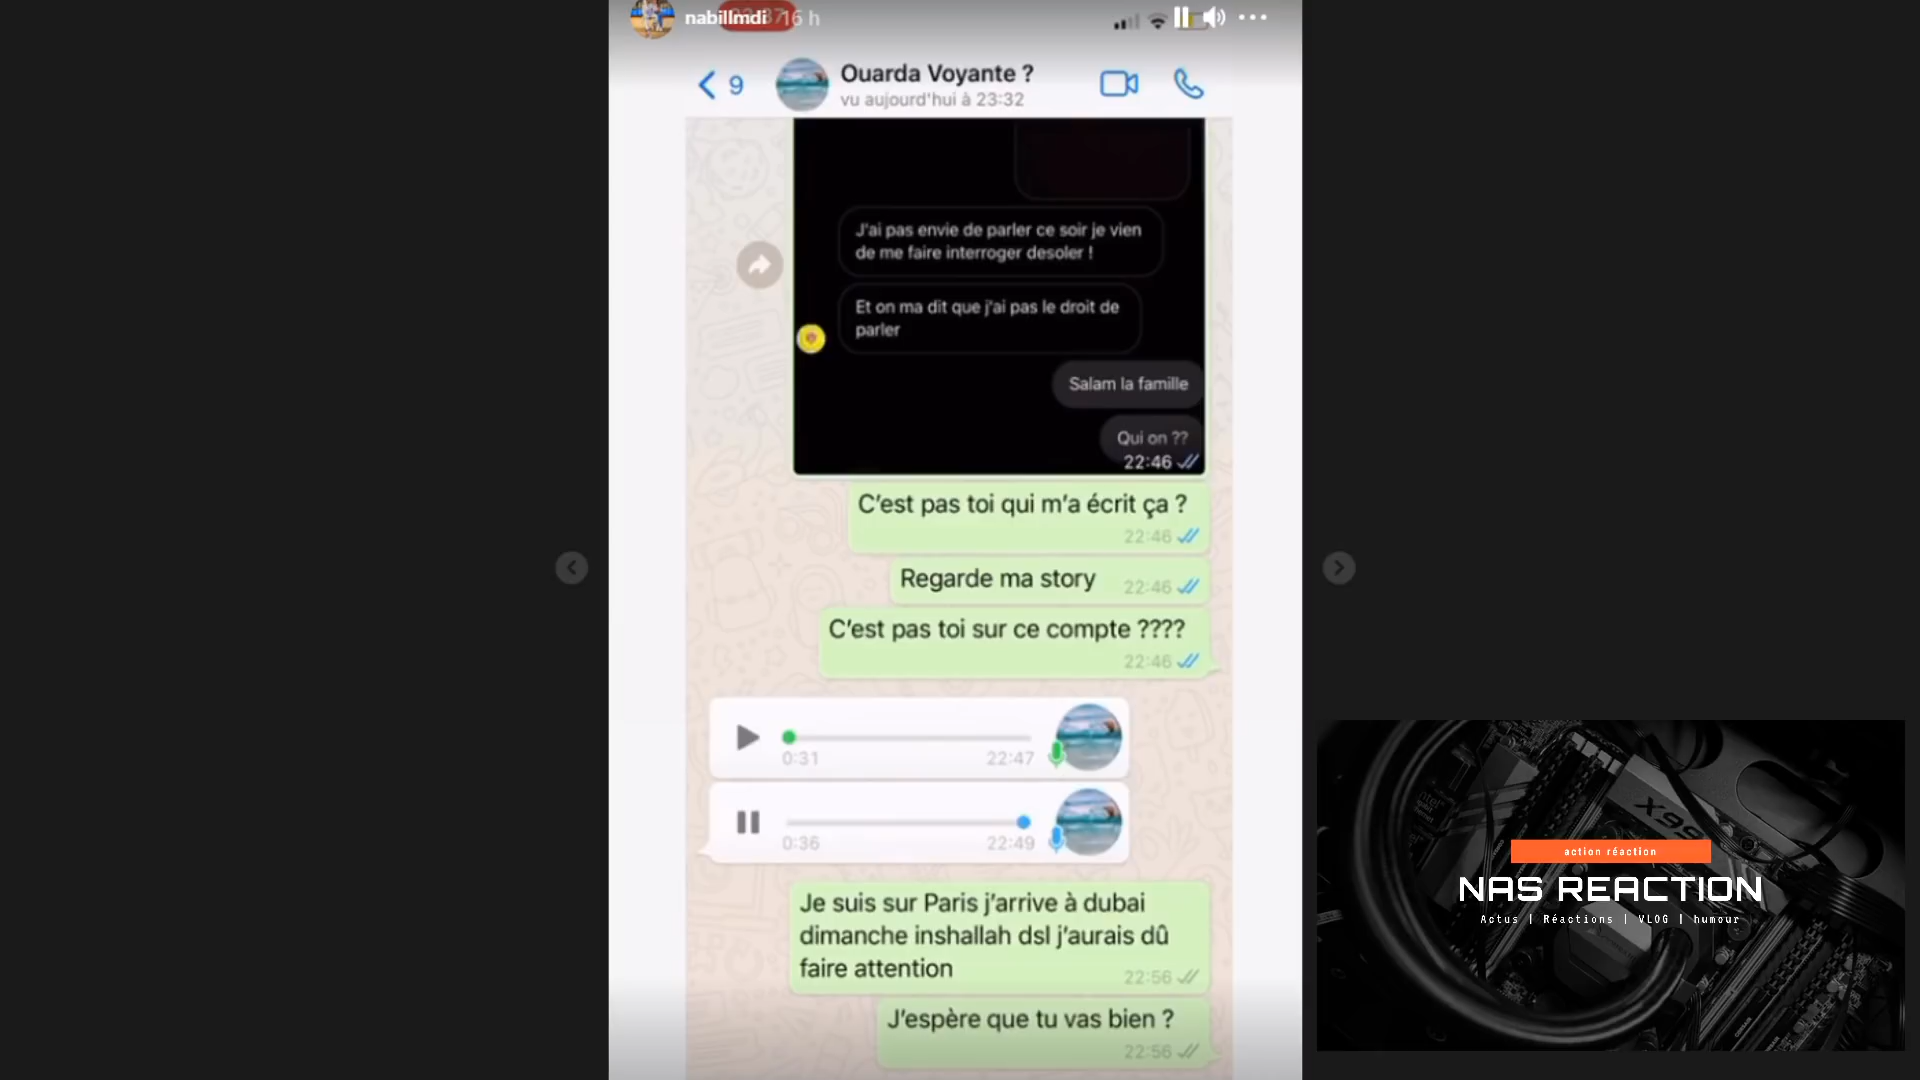 nabillmdi 16 h
9
Ouarda Voyante ?
vu aujourd'hui à 23:32
J'ai pas envie de parler ce soir je vien
de me faire interroger desoler !
Et on ma dit que j'ai pas le droit de
parler
Salam la famille
Qui on ??
22:46
C'est pas toi qui m'a écrit ça ?
22:46
Regarde ma story 22:46
C'est pas toi sur ce compte ????
22:46
0:31 22:47
0:36 22:49
Je suis sur Paris j'arrive à dubai
dimanche inshallah dsl j'aurais dû
faire attention
22:56
J'espère que tu vas bien ?
22:56
X99
action réaction
NAS REACTION
Actus | Réactions | VLOG | humour